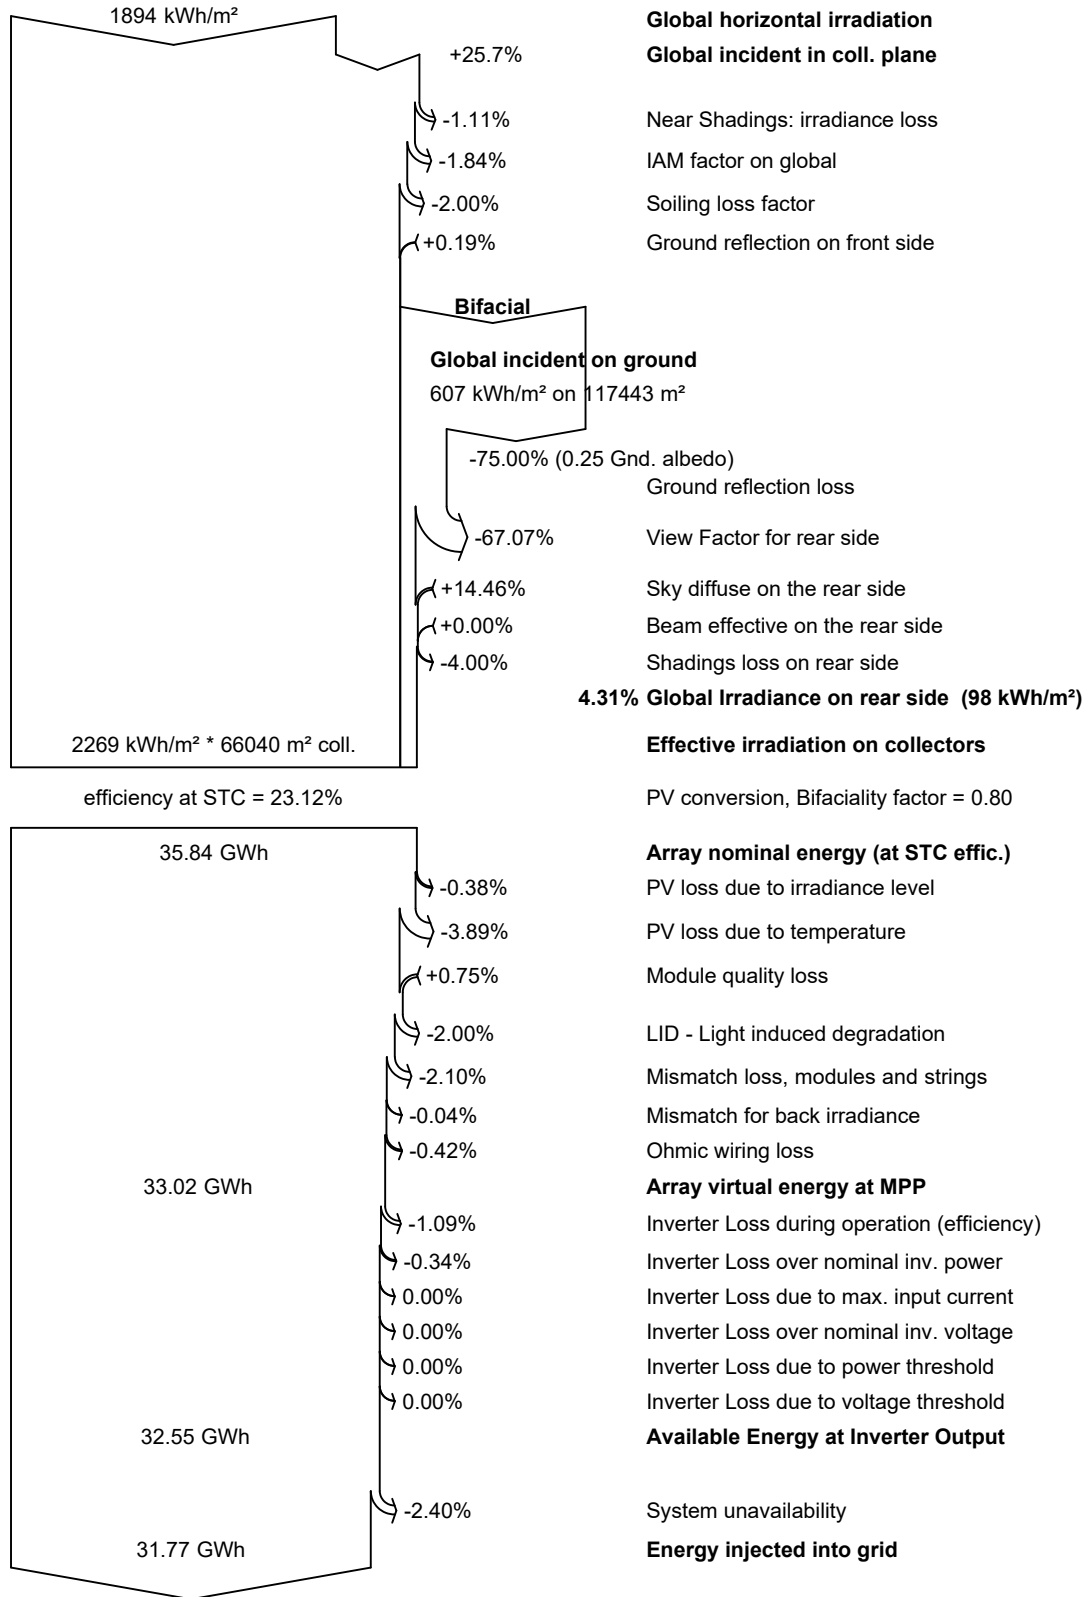 1894 kWh/m² Global horizontal irradiation
+25.7% Global incident in coll. plane
-1.11% Near Shadings: irradiance loss
-1.84% IAM factor on global
-2.00% Soiling loss factor
+0.19% Ground reflection on front side
Bifacial
Global incident on ground
607 kWh/m² on 117443 m²
-75.00% (0.25 Gnd. albedo)
Ground reflection loss
-67.07% View Factor for rear side
+14.46% Sky diffuse on the rear side
+0.00% Beam effective on the rear side
-4.00% Shadings loss on rear side
4.31% Global Irradiance on rear side (98 kWh/m²)
2269 kWh/m² * 66040 m² coll. Effective irradiation on collectors
efficiency at STC = 23.12% PV conversion, Bifaciality factor = 0.80
35.84 GWh Array nominal energy (at STC effic.)
-0.38% PV loss due to irradiance level
-3.89% PV loss due to temperature
+0.75% Module quality loss
-2.00% LID - Light induced degradation
-2.10% Mismatch loss, modules and strings
-0.04% Mismatch for back irradiance
-0.42% Ohmic wiring loss
33.02 GWh Array virtual energy at MPP
-1.09% Inverter Loss during operation (efficiency)
-0.34% Inverter Loss over nominal inv. power
0.00% Inverter Loss due to max. input current
0.00% Inverter Loss over nominal inv. voltage
0.00% Inverter Loss due to power threshold
0.00% Inverter Loss due to voltage threshold
32.55 GWh Available Energy at Inverter Output
-2.40% System unavailability
31.77 GWh Energy injected into grid